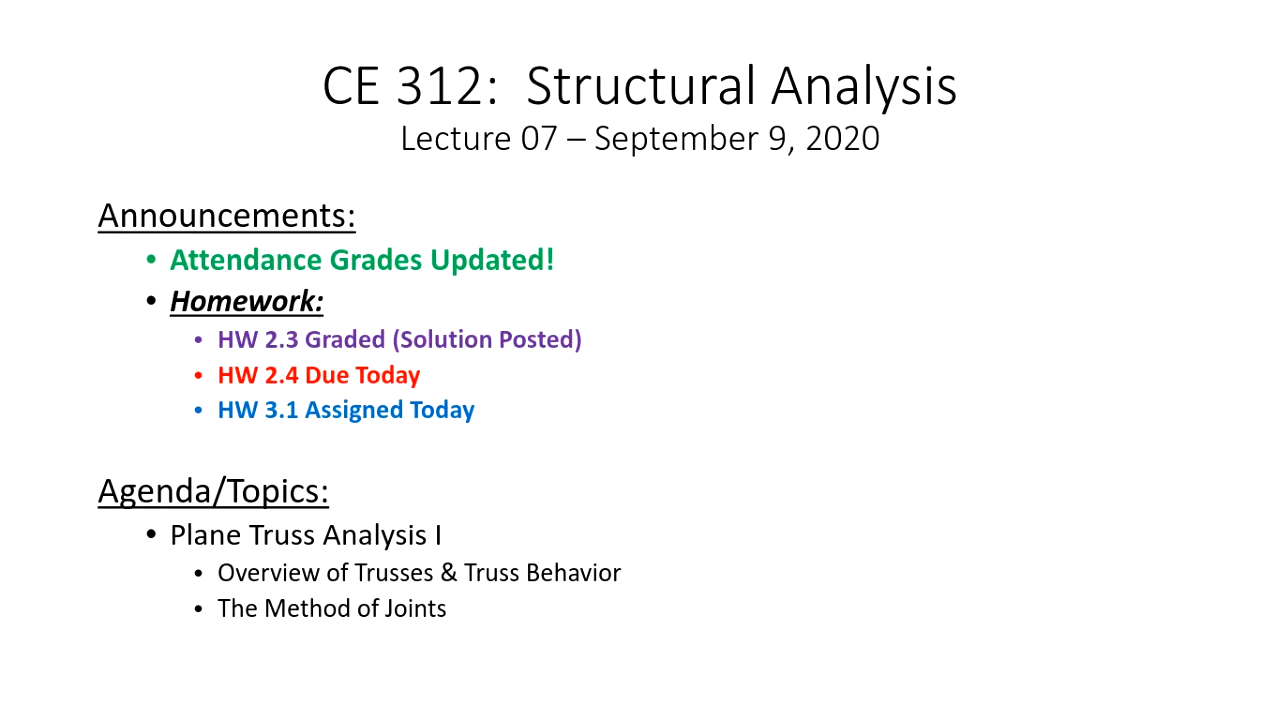 CE 312:  Structural Analysis
Lecture 07 – September 9, 2020
Announcements:
• Attendance Grades Updated!
• Homework:
• HW 2.3 Graded (Solution Posted)
• HW 2.4 Due Today
• HW 3.1 Assigned Today
Agenda/Topics:
• Plane Truss Analysis I
• Overview of Trusses & Truss Behavior
• The Method of Joints